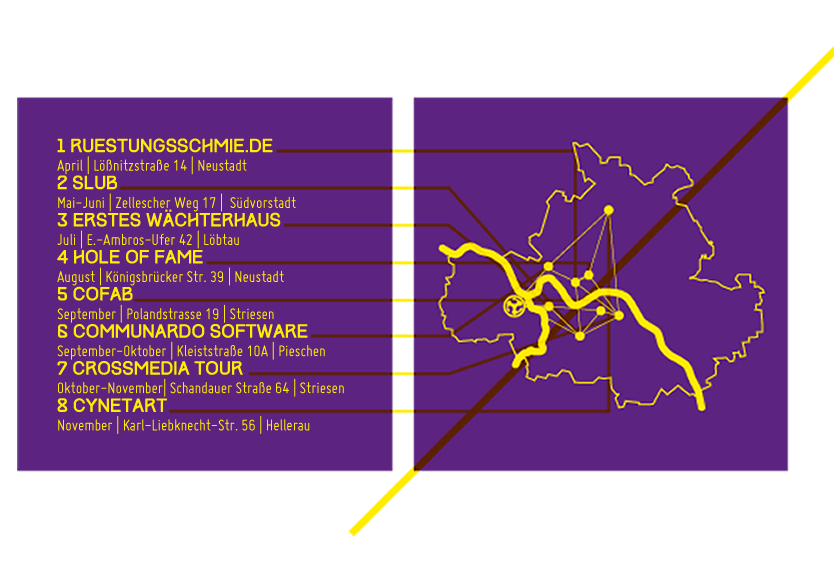 1 RUESTUNGSSCHMIE.DE
April | Lößnitzstraße 14 | Neustadt
2 SLUB
Mai-Juni | Zellescher Weg 17 | Südvorstadt
3 ERSTES WÄCHTERHAUS
Juli | E.-Ambros-Ufer 42 | Löbtau
4 HOLE OF FAME
August | Königsbrücker Str. 39 | Neustadt
5 COFAB
September | Polandstrasse 19 | Striesen
6 COMMUNARDO SOFTWARE
September-Oktober | Kleiststraße 10A | Pieschen
7 CROSSMEDIA TOUR
Oktober-November| Schandauer Straße 64 | Striesen
8 CYNETART
November | Karl-Liebknecht-Str. 56 | Hellerau